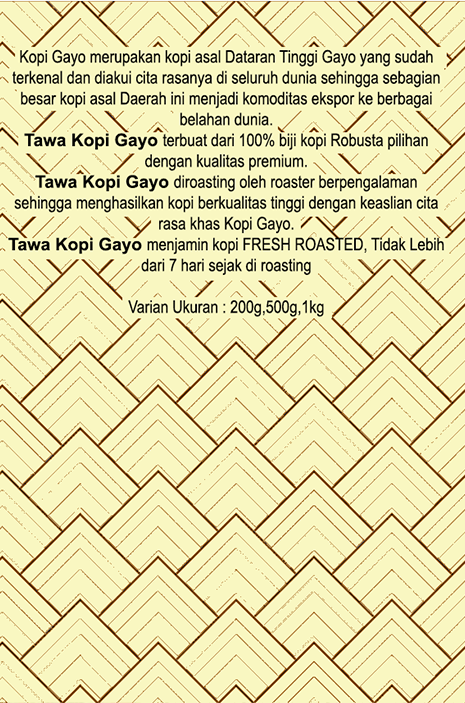 Kopi Gayo merupakan kopi asal Dataran Tinggi Gayo yang sudah
terkenal dan diakui cita rasanya di seluruh dunia sehingga sebagian
besar kopi asal Daerah ini menjadi komoditas ekspor ke berbagai
belahan dunia.
Tawa Kopi Gayo terbuat dari 100% biji kopi Robusta pilihan
dengan kualitas premium.
Tawa Kopi Gayo diroasting oleh roaster berpengalaman
sehingga menghasilkan kopi berkualitas tinggi dengan keaslian cita
rasa khas Kopi Gayo.
Tawa Kopi Gayo menjamin kopi FRESH ROASTED, Tidak Lebih
dari 7 hari sejak di roasting
Varian Ukuran : 200g,500g,1kg